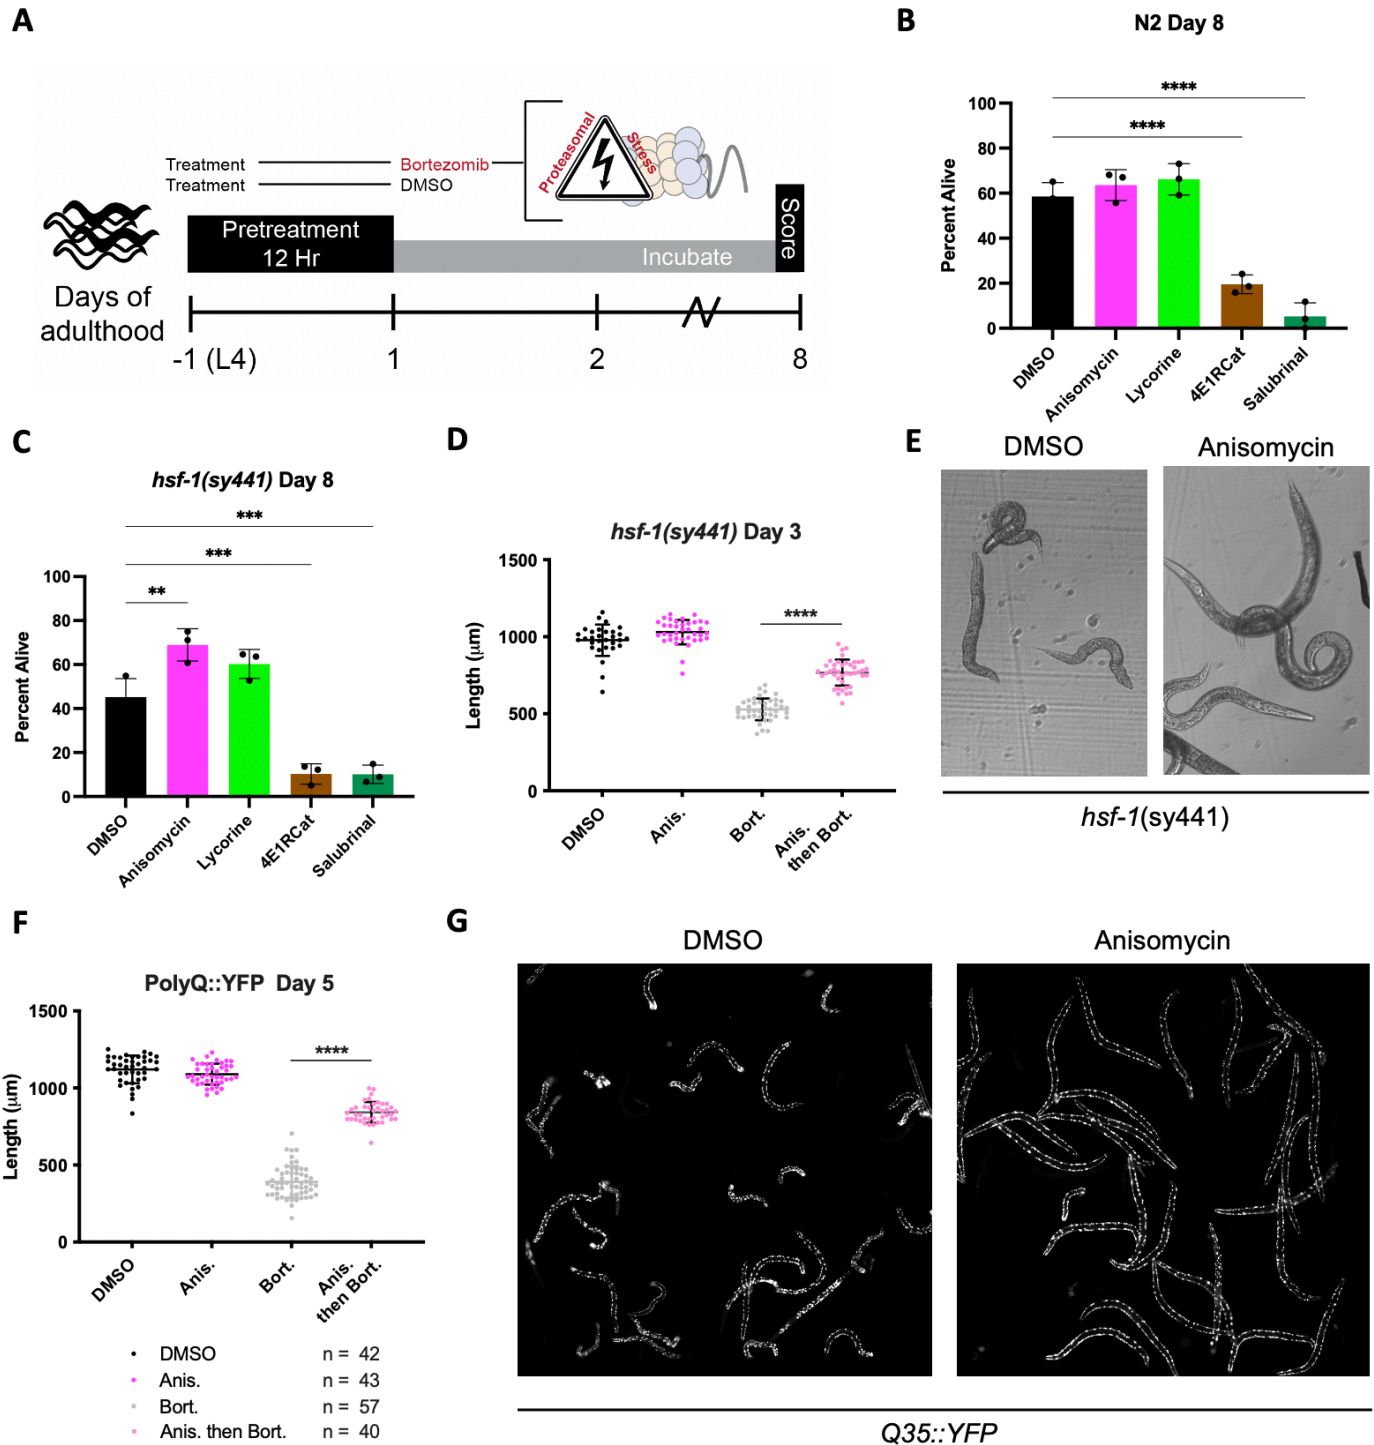 A
Treatment
Bortezomib
Treatment
DMSO
Proteasomal
Stress
Pretreatment
12 Hr
Incubate
Score
Days of
adulthood
-1 (L4)
1
2
8
B
N2 Day 8
****
****
Percent Alive
100
80
60
40
20
0
DMSO
Anisomycin
Lycorine
4E1RCat
Salubrinal
C
hsf-1(sy441) Day 8
***
***
**
Percent Alive
100
80
60
40
20
0
DMSO
Anisomycin
Lycorine
4E1RCat
Salubrinal
D
hsf-1(sy441) Day 3
****
Length (μm)
1500
1000
500
0
DMSO
Anis.
Bort.
Anis.
then Bort.
E
DMSO
Anisomycin
hsf-1(sy441)
F
PolyQ::YFP Day 5
****
Length (μm)
1500
1000
500
0
DMSO
Anis.
Bort.
Anis.
then Bort.
DMSO n = 42
Anis. n = 43
Bort. n = 57
Anis. then Bort. n = 40
G
DMSO
Anisomycin
Q35::YFP